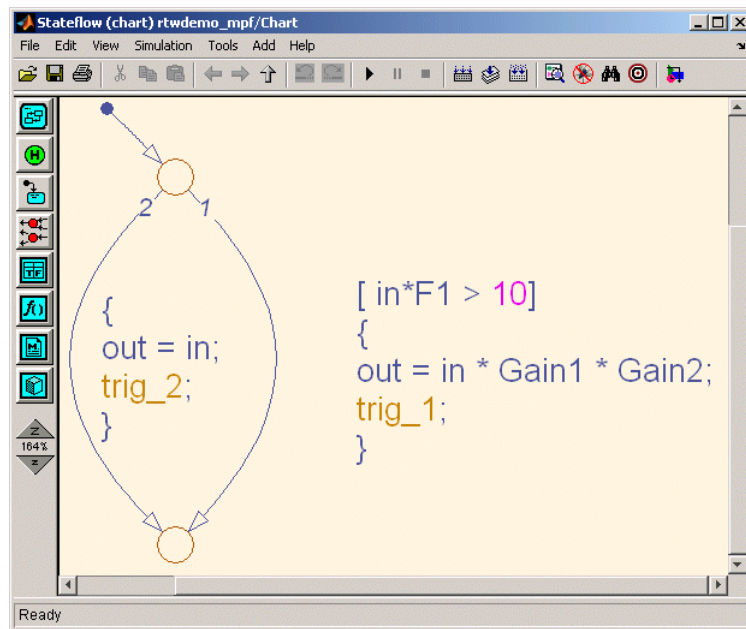 Stateflow (chart) rtwdemo_mpf/Chart
File Edit View Simulation Tools Add Help
H
2
1
{
out = in;
trig_2;
}
[ in*F1 > 10]
{
out = in * Gain1 * Gain2;
trig_1;
}
TF
f()
M
Z
164%
z
Ready